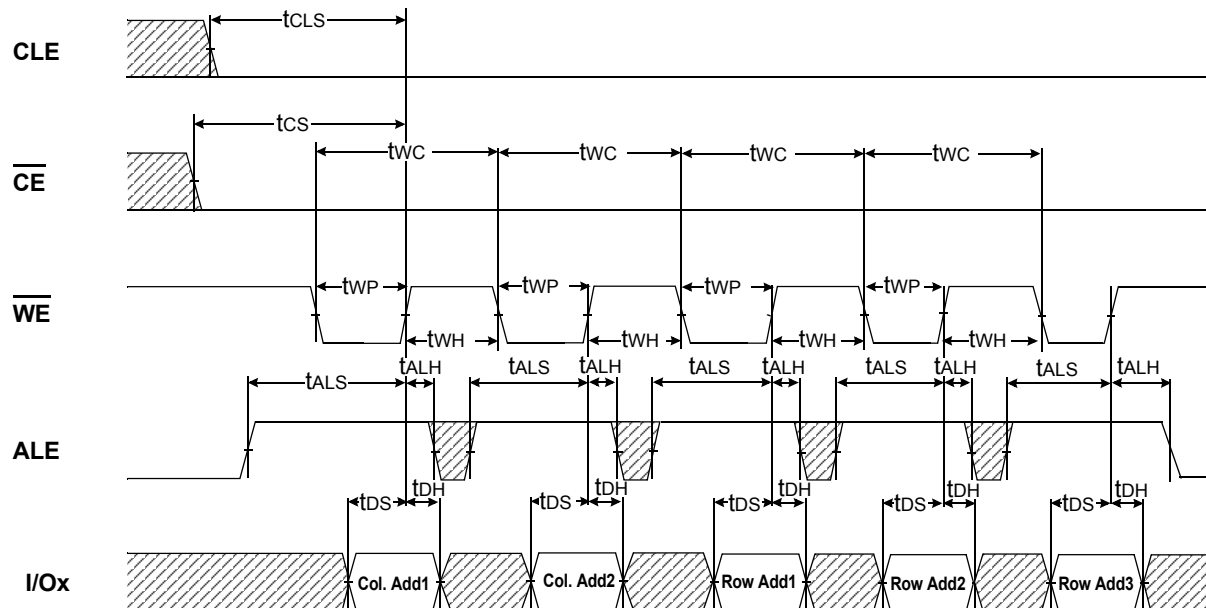 tCLS
CLE
tCS
tWC tWC tWC tWC
CE
tWP tWP tWP tWP
WE
tWH tWH tWH tWH
tALS tALH tALS tALH tALS tALH tALS tALH tALS tALH
ALE
tDS tDH tDS tDH tDS tDH tDS tDH tDS tDH
I/Ox Col. Add1 Col. Add2 Row Add1 Row Add2 Row Add3